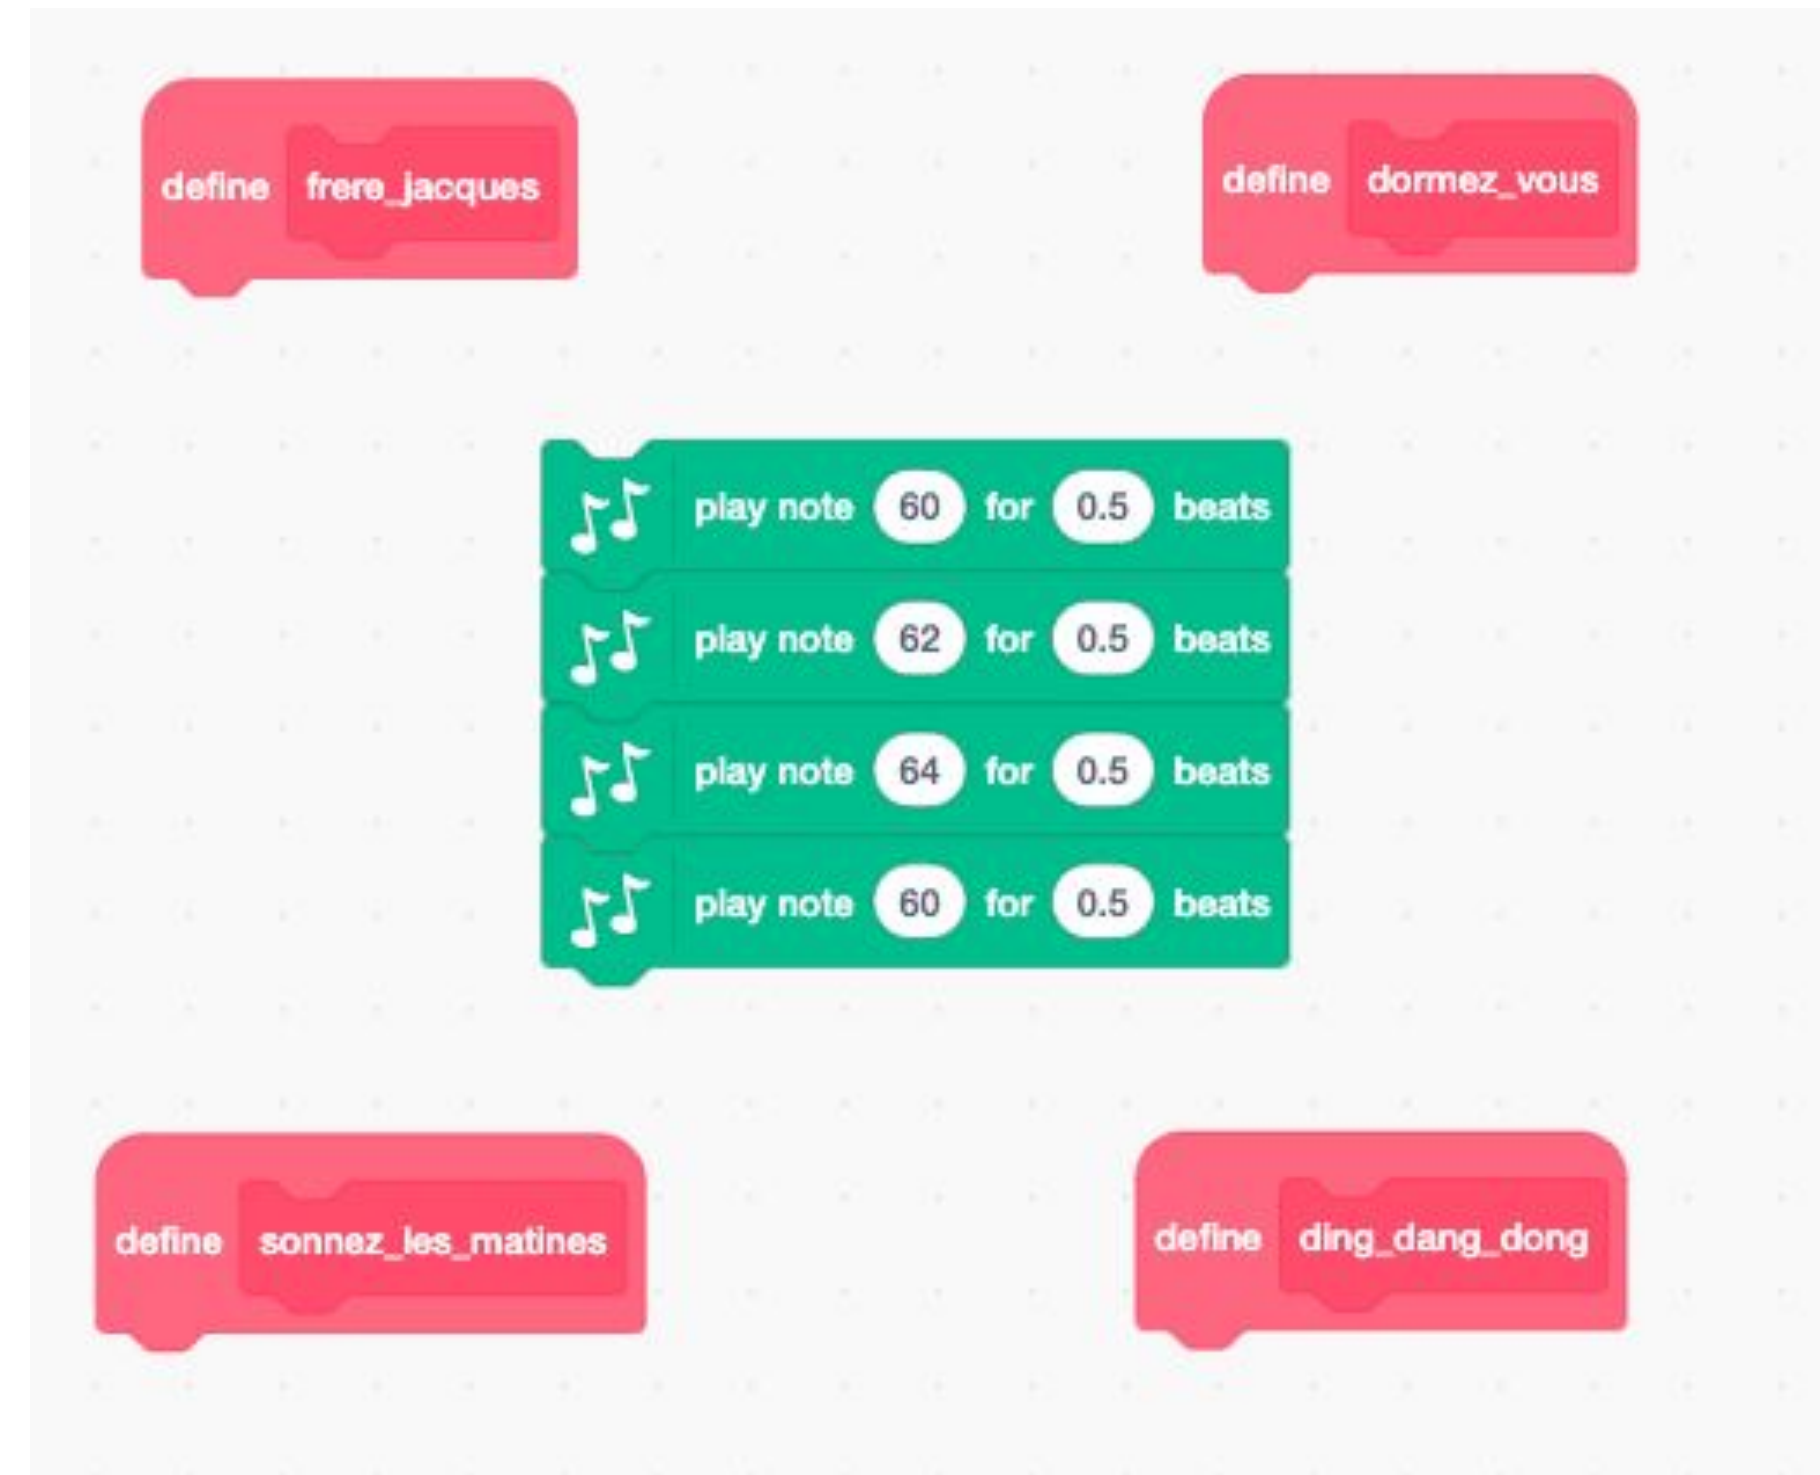 define frere_jacques
define dormez_vous
play note 60 for 0.5 beats
play note 62 for 0.5 beats
play note 64 for 0.5 beats
play note 60 for 0.5 beats
define sonnez_les_matines
define ding_dang_dong